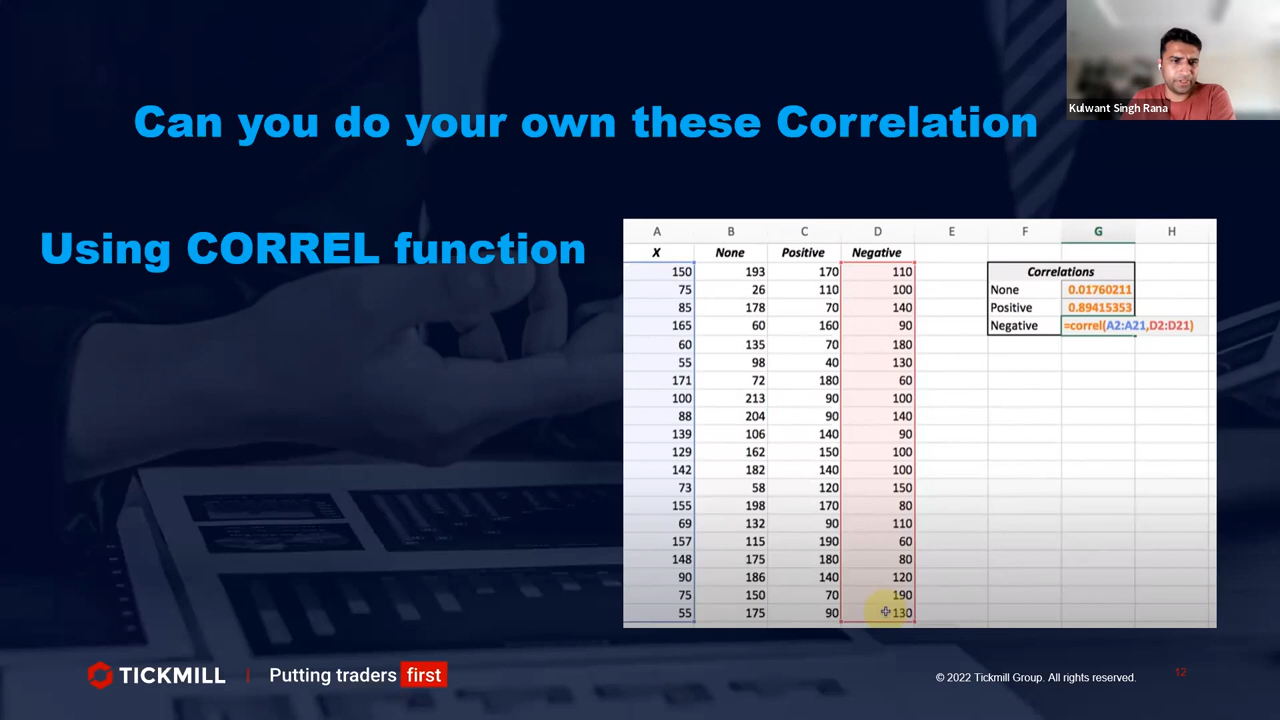 Kulwant Singh Rana
Can you do your own these Correlation
Using CORREL function
A B C D E F G H
X None Positive Negative
150 193 170 110 Correlations
75 26 110 100 None 0.01760211
85 178 70 140 Positive 0.89415353
165 60 160 90 Negative =correl(A2:A21,D2:D21)
60 135 70 180
55 98 40 130
171 72 180 60
100 213 90 100
88 204 90 140
139 106 140 90
129 162 150 100
142 182 140 100
73 58 120 150
155 198 170 80
69 132 90 110
157 115 190 60
148 175 180 80
90 186 140 120
75 150 70 190
55 175 90 130
TICKMILL | Putting traders first
© 2022 Tickmill Group. All rights reserved. 12